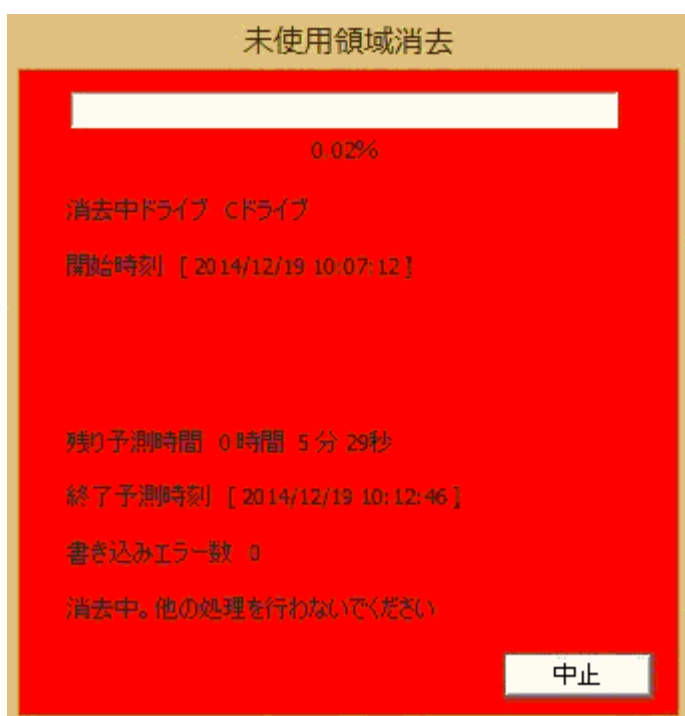 未使用領域消去
0.02%
消去中ドライブ Cドライブ
開始時刻 [ 2014/12/19 10:07:12 ]
残り予測時間 0時間 5分 29秒
終了予測時刻 [ 2014/12/19 10:12:46 ]
書き込みエラー数 0
消去中。他の処理を行わないでください
中止